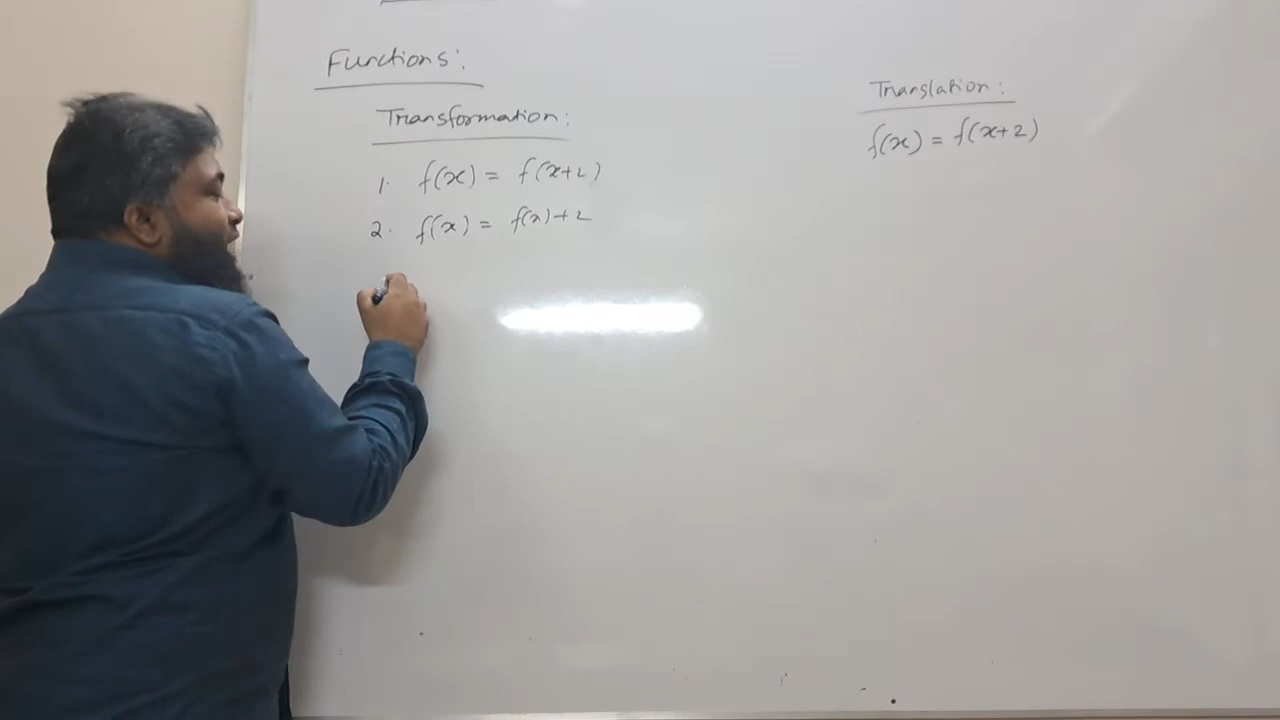 Functions:
Transformation:
1. f(x) = f(x+2)
2. f(x) = f(x)+2
Translation:
f(x) = f(x+2)